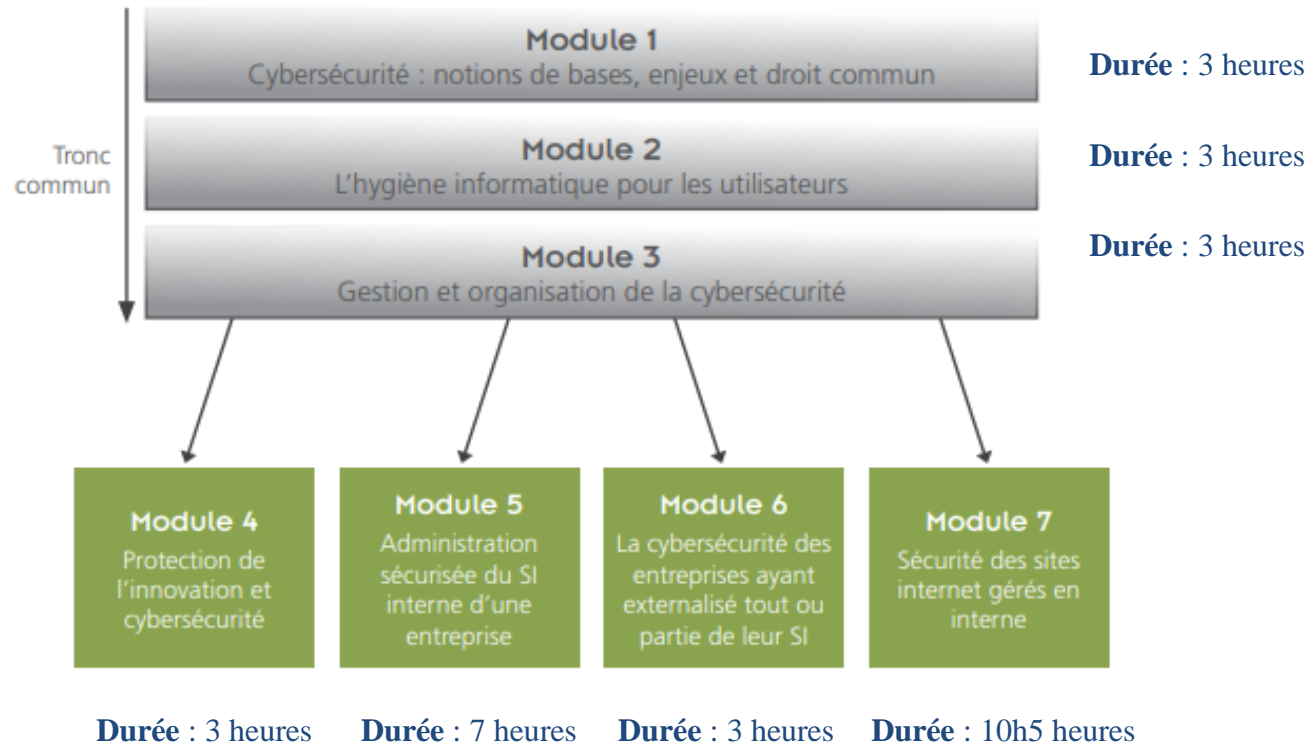 Module 1
Cybersécurité : notions de bases, enjeux et droit commun
Durée : 3 heures
Tronc
commun
Module 2
L'hygiène informatique pour les utilisateurs
Durée : 3 heures
Module 3
Gestion et organisation de la cybersécurité
Durée : 3 heures
Module 4
Protection de
l'innovation et
cybersécurité
Module 5
Administration
sécurisée du SI
interne d'une
entreprise
Module 6
La cybersécurité des
entreprises ayant
externalisé tout ou
partie de leur SI
Module 7
Sécurité des sites
internet gérés en
interne
Durée : 3 heures
Durée : 7 heures
Durée : 3 heures
Durée : 10h5 heures